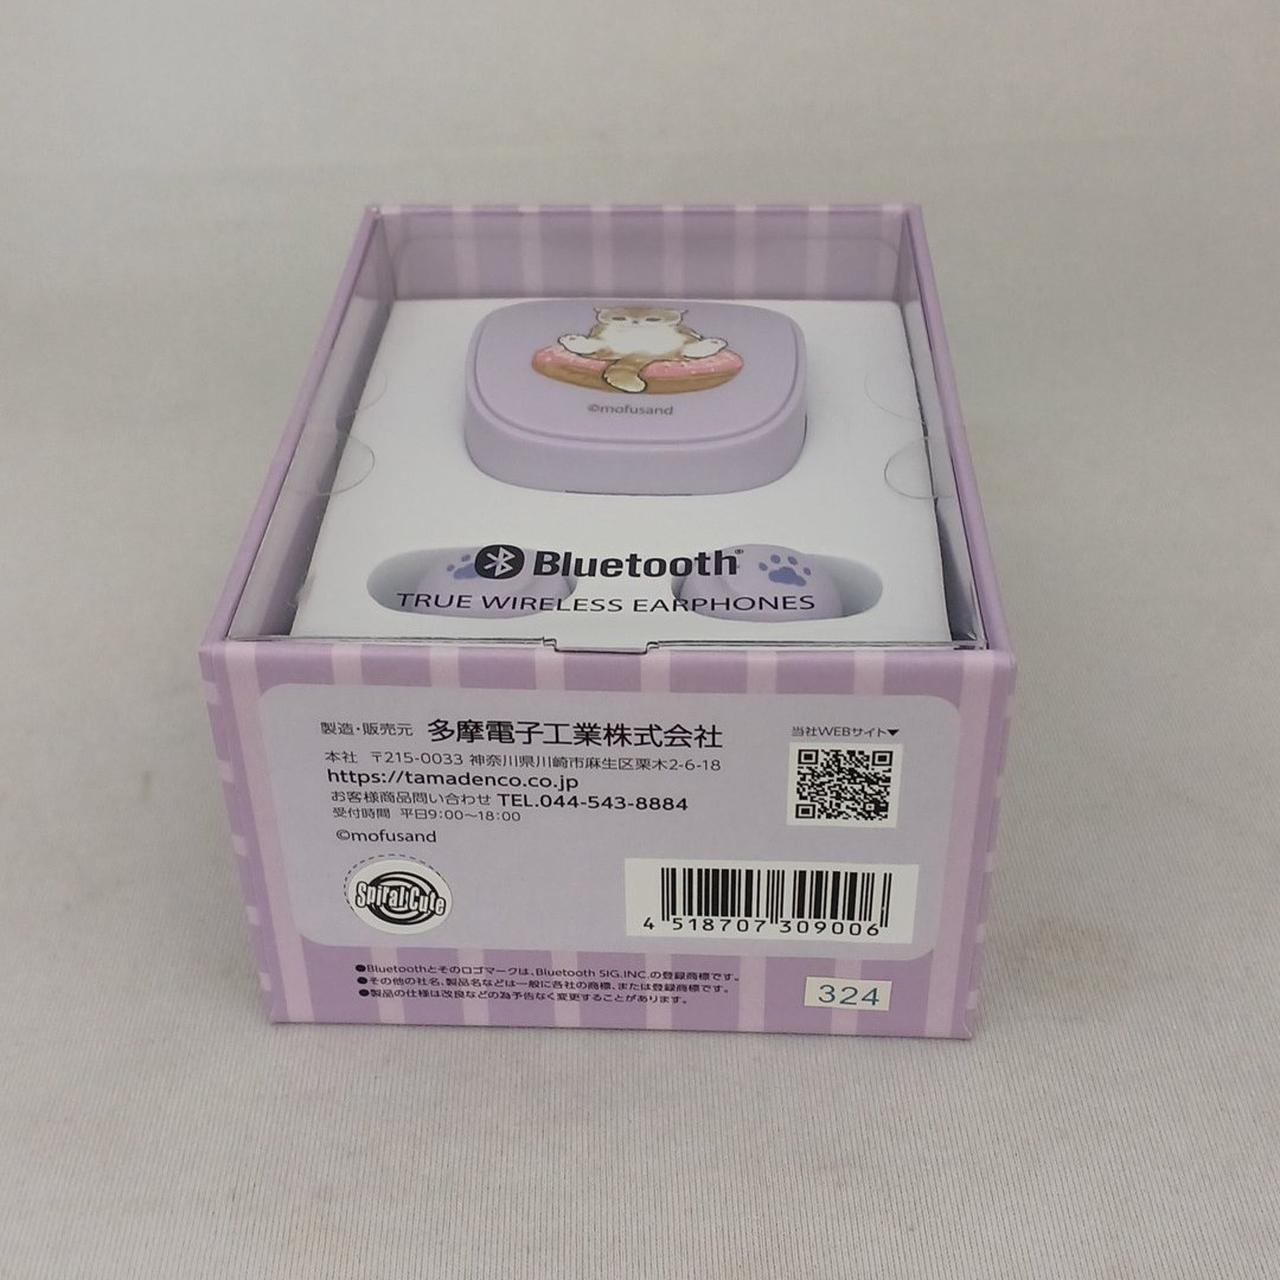 ©mofusand
Bluetooth®
TRUE WIRELESS EARPHONES
製造・販売元 多摩電子工業株式会社
本社 〒215-0033 神奈川県川崎市麻生区栗木2-6-18
https://tamadenco.co.jp
お客様商品問い合わせ TEL.044-543-8884
受付時間 平日9:00〜18:00
©mofusand
当社WEBサイト▼
Spiral Cute
4 518707 309006
●Bluetoothとそのロゴマークは、Bluetooth SIG,INC.の登録商標です。
●その他の社名、製品名などは一般に各社の商標、または登録商標です。
●製品の仕様は改良などの為予告なく変更することがあります。
324